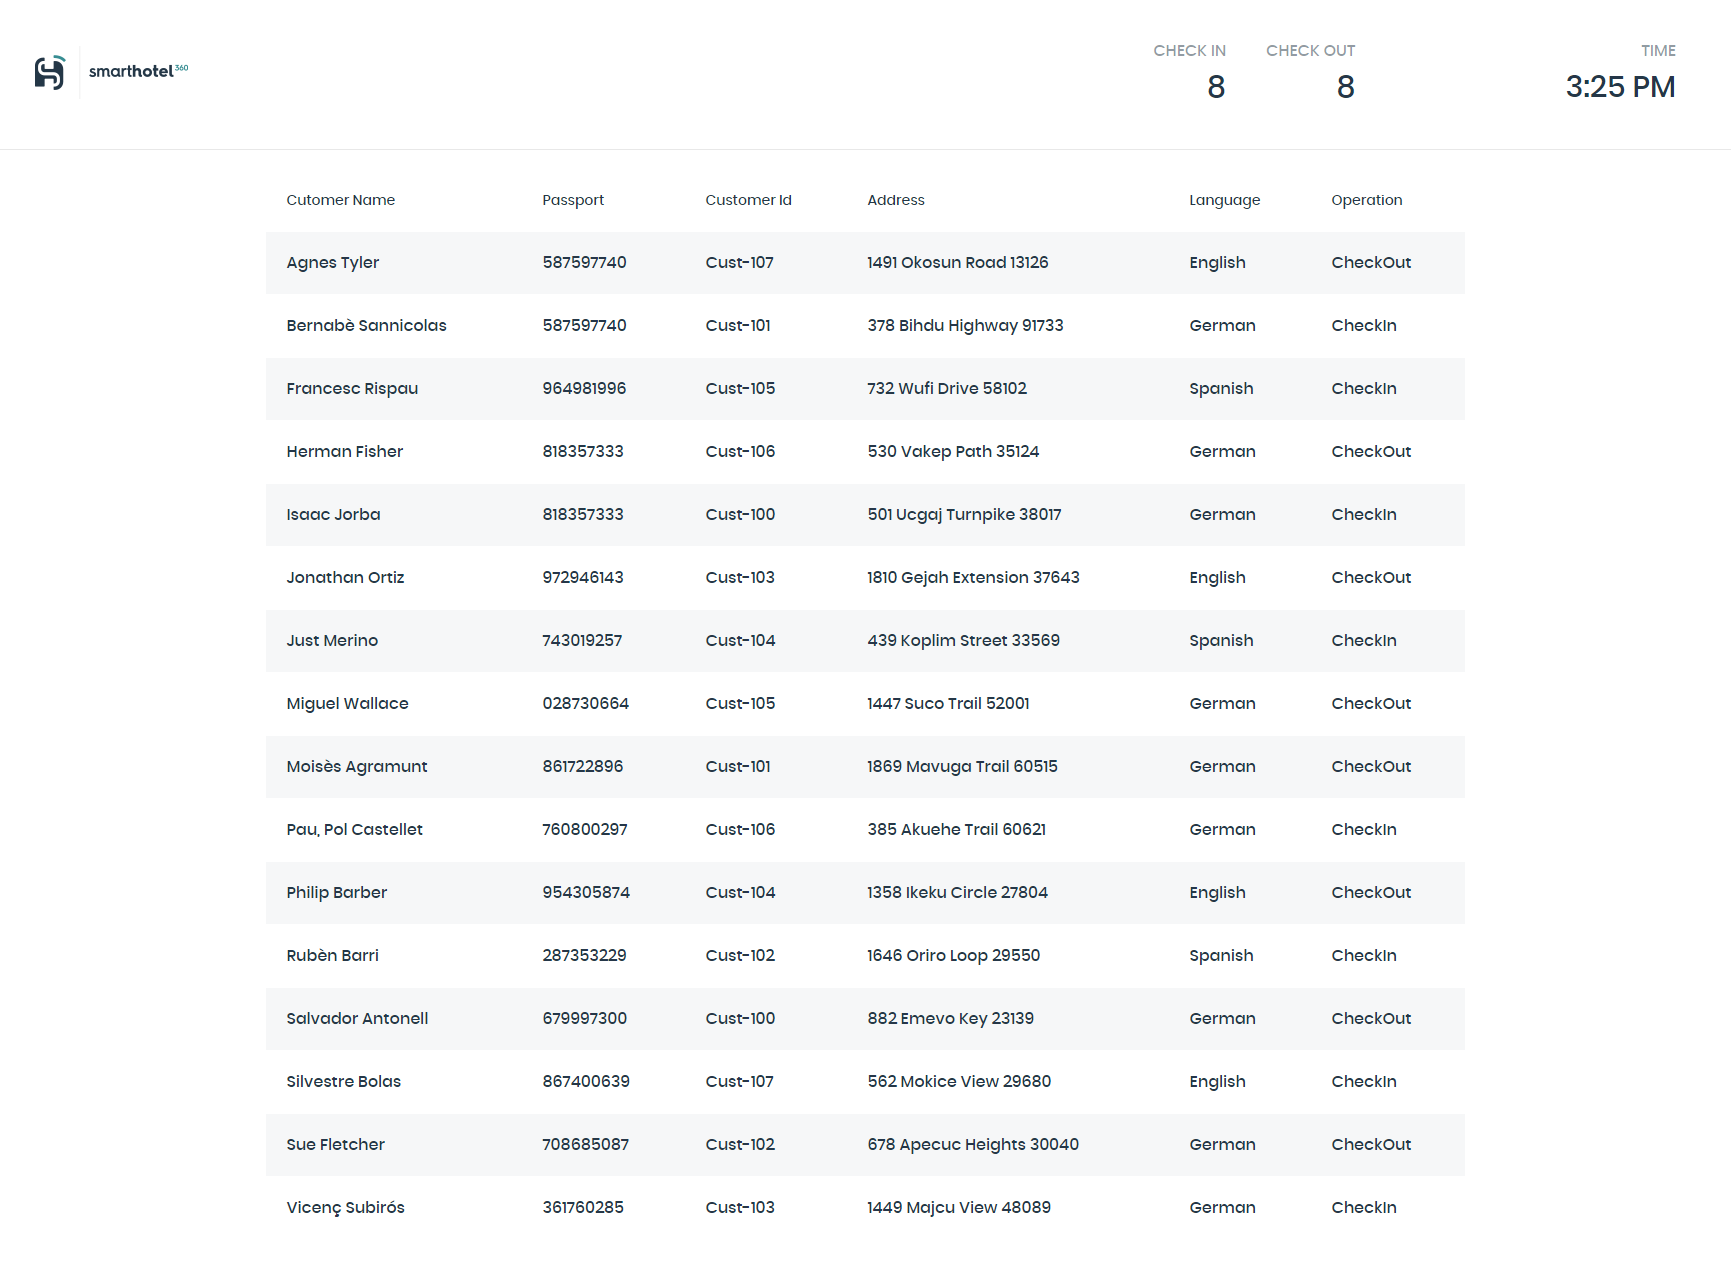 smarthotel360
CHECK IN CHECK OUT TIME
8 8 3:25 PM
Cutomer Name Passport Customer Id Address Language Operation
Agnes Tyler 587597740 Cust-107 1491 Okosun Road 13126 English CheckOut
Bernabè Sannicolas 587597740 Cust-101 378 Bihdu Highway 91733 German CheckIn
Francesc Rispau 964981996 Cust-105 732 Wufi Drive 58102 Spanish CheckIn
Herman Fisher 818357333 Cust-106 530 Vakep Path 35124 German CheckOut
Isaac Jorba 818357333 Cust-100 501 Ucgaj Turnpike 38017 German CheckIn
Jonathan Ortiz 972946143 Cust-103 1810 Gejah Extension 37643 English CheckOut
Just Merino 743019257 Cust-104 439 Koplim Street 33569 Spanish CheckIn
Miguel Wallace 028730664 Cust-105 1447 Suco Trail 52001 German CheckOut
Moisès Agramunt 861722896 Cust-101 1869 Mavuga Trail 60515 German CheckOut
Pau, Pol Castellet 760800297 Cust-106 385 Akuehe Trail 60621 German CheckIn
Philip Barber 954305874 Cust-104 1358 Ikeku Circle 27804 English CheckOut
Rubèn Barri 287353229 Cust-102 1646 Oriro Loop 29550 Spanish CheckIn
Salvador Antonell 679997300 Cust-100 882 Emevo Key 23139 German CheckOut
Silvestre Bolas 867400639 Cust-107 562 Mokice View 29680 English CheckIn
Sue Fletcher 708685087 Cust-102 678 Apecuc Heights 30040 German CheckOut
Vicenç Subirós 361760285 Cust-103 1449 Majcu View 48089 German CheckIn